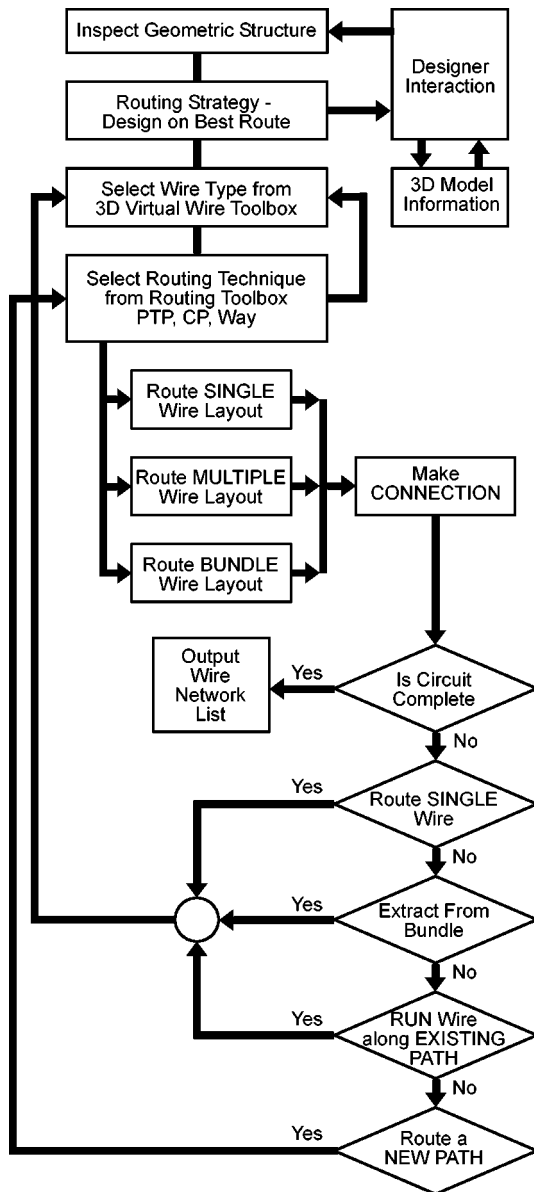 Inspect Geometric Structure
Designer
Interaction
Routing Strategy -
Design on Best Route
Select Wire Type from
3D Virtual Wire Toolbox
3D Model
Information
Select Routing Technique
from Routing Toolbox
PTP, CP, Way
Route SINGLE
Wire Layout
Route MULTIPLE
Wire Layout
Make
CONNECTION
Route BUNDLE
Wire Layout
Output
Wire
Network
List
Yes
Is Circuit
Complete
No
Yes
Route SINGLE
Wire
No
Yes
Extract From
Bundle
No
Yes
RUN Wire
along EXISTING
PATH
No
Yes
Route a
NEW PATH